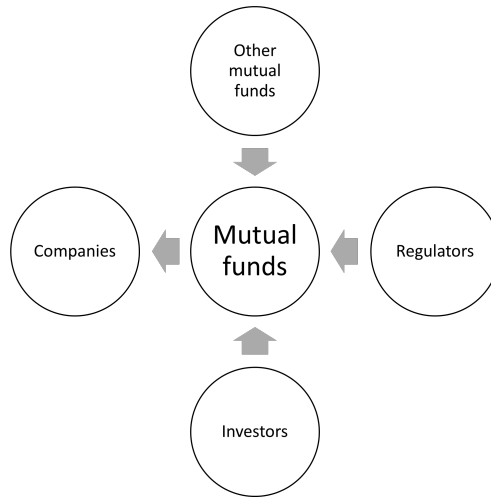 Other
mutual
funds
Companies
Mutual
funds
Regulators
Investors